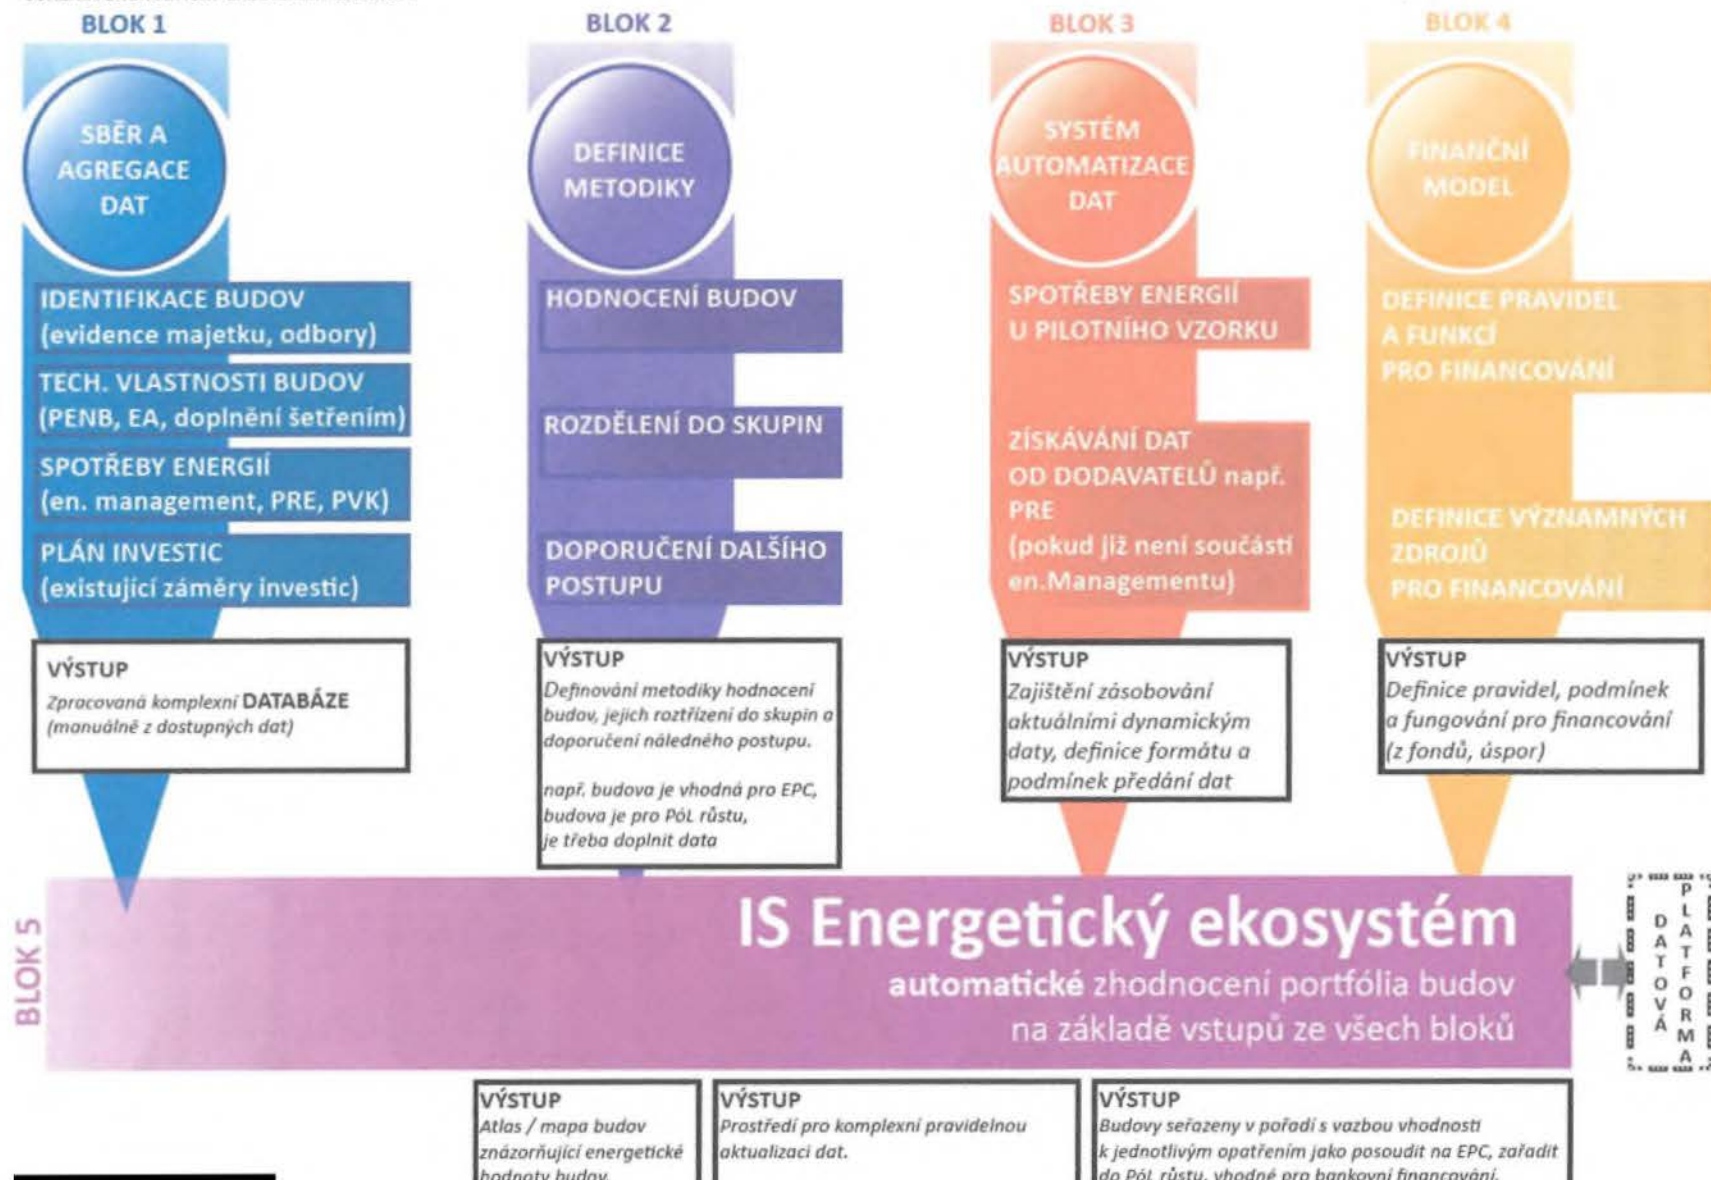 BLOK 1
SBĚR A
AGREGACE
DAT
IDENTIFIKACE BUDOV
(evidence majetku, odbory)
TECH. VLASTNOSTI BUDOV
(PENB, EA, doplnění šetřením)
SPOTŘEBY ENERGIÍ
(en. management, PRE, PVK)
PLÁN INVESTIC
(existující záměry investic)
VÝSTUP
Zpracovaná komplexní DATABÁZE
(manuálně z dostupných dat)
BLOK 2
DEFINICE
METODIKY
HODNOCENÍ BUDOV
ROZDĚLENÍ DO SKUPIN
DOPORUČENÍ DALŠÍHO
POSTUPU
VÝSTUP
Definování metodiky hodnocení
budov, jejich roztřízení do skupin a
doporučení následného postupu.
např. budova je vhodná pro EPC,
budova je pro PóL růstu,
je třeba doplnit data
BLOK 3
SYSTÉM
AUTOMATIZACE
DAT
SPOTŘEBY ENERGIÍ
U PILOTNÍHO VZORKU
ZÍSKÁVÁNÍ DAT
OD DODAVATELŮ např.
PRE
(pokud již není součástí
en.Managementu)
VÝSTUP
Zajištění zásobování
aktuálními dynamickým
daty, definice formátu a
podmínek předání dat
BLOK 4
FINANČNÍ
MODEL
DEFINICE PRAVIDEL
A FUNKCÍ
PRO FINANCOVÁNÍ
DEFINICE VÝZNAMNÝCH
ZDROJŮ
PRO FINANCOVÁNÍ
VÝSTUP
Definice pravidel, podmínek
a fungování pro financování
(z fondů, úspor)
BLOK 5
IS Energetický ekosystém
automatické zhodnocení portfólia budov
na základě vstupů ze všech bloků
DATOVÁ
PLATFORMA
VÝSTUP
Atlas / mapa budov
znázorňující energetické
hodnoty budov.
VÝSTUP
Prostředí pro komplexní pravidelnou
aktualizaci dat.
VÝSTUP
Budovy seřazeny v pořadí s vazbou vhodnosti
k jednotlivým opatřením jako posoudit na EPC, zařadit
do PóL růstu, vhodné pro bankovní financování.